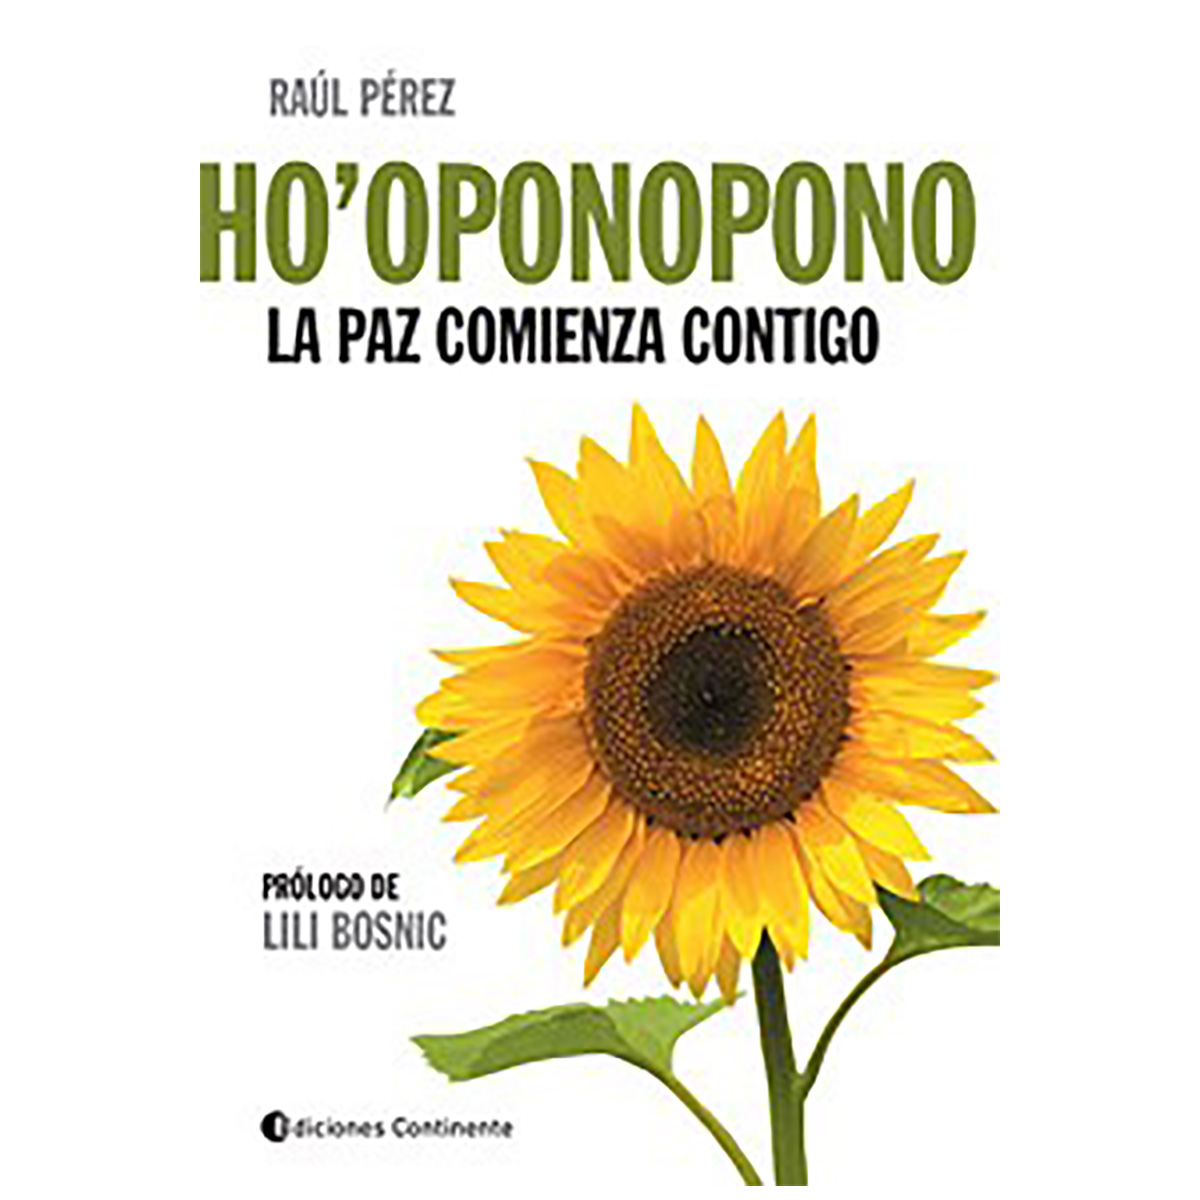 RAÚL PÉREZ
HO'OPONOPONO
LA PAZ COMIENZA CONTIGO
PRÓLOGO DE
LILI BOSNIC
Ediciones Continente